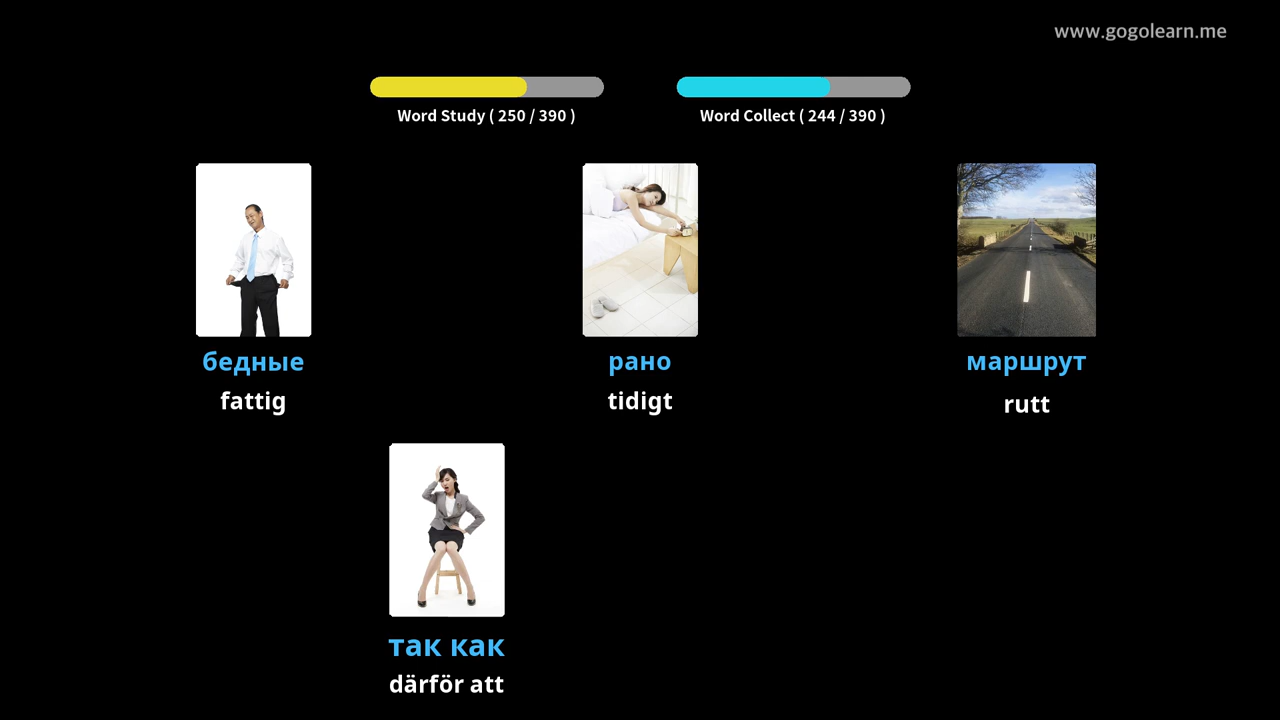 www.gogolearn.me
Word Study ( 250 / 390 )
Word Collect ( 244 / 390 )
бедные
fattig
рано
tidigt
маршрут
rutt
так как
därför att